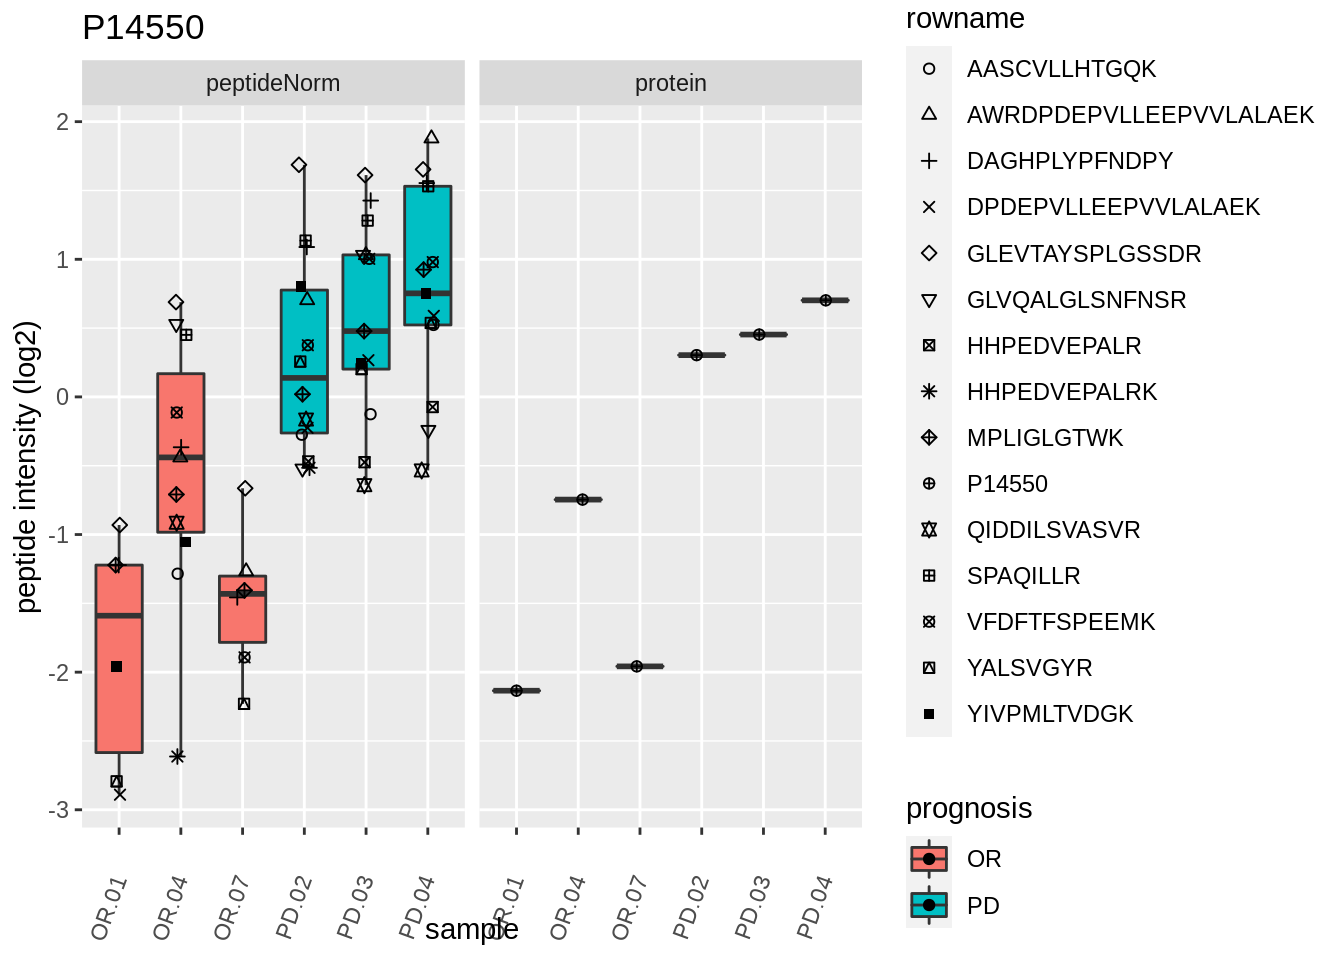 P14550
peptideNorm
protein
peptide intensity (log2)
2
1
0
-1
-2
-3
OR.01
OR.04
OR.07
PD.02
PD.03
PD.04
OR.01
OR.04
OR.07
PD.02
PD.03
PD.04
sample
rowname
AASCVLLHTGQK
AWRDPDEPVLLEEPVVLALAEK
DAGHPLYPFNDPY
DPDEPVLLEEPVVLALAEK
GLEVTAYSPLGSSDR
GLVQALGLSNFNSR
HHPEDVEPALR
HHPEDVEPALRK
MPLIGLGTWK
P14550
QIDDILSVASVR
SPAQILLR
VFDFTFSPEEMK
YALSVGYR
YIVPMLTVDGK
prognosis
OR
PD